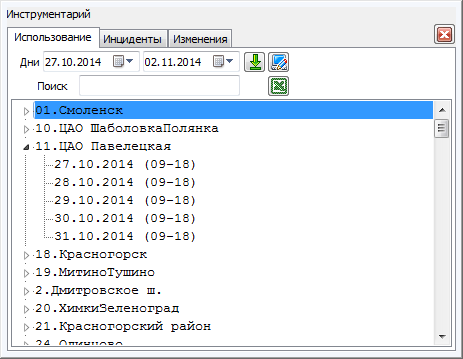 Инструментарий
Использование Инциденты Изменения
Дни 27.10.2014 02.11.2014
Поиск
01.Смоленск
10.ЦАО ШаболовкаПолянка
11.ЦАО Павелецкая
27.10.2014 (09-18)
28.10.2014 (09-18)
29.10.2014 (09-18)
30.10.2014 (09-18)
31.10.2014 (09-18)
18.Красногорск
19.МитиноТушино
2.Дмитровское ш.
20.ХимкиЗеленоград
21.Красногорский район
24.Одинцово